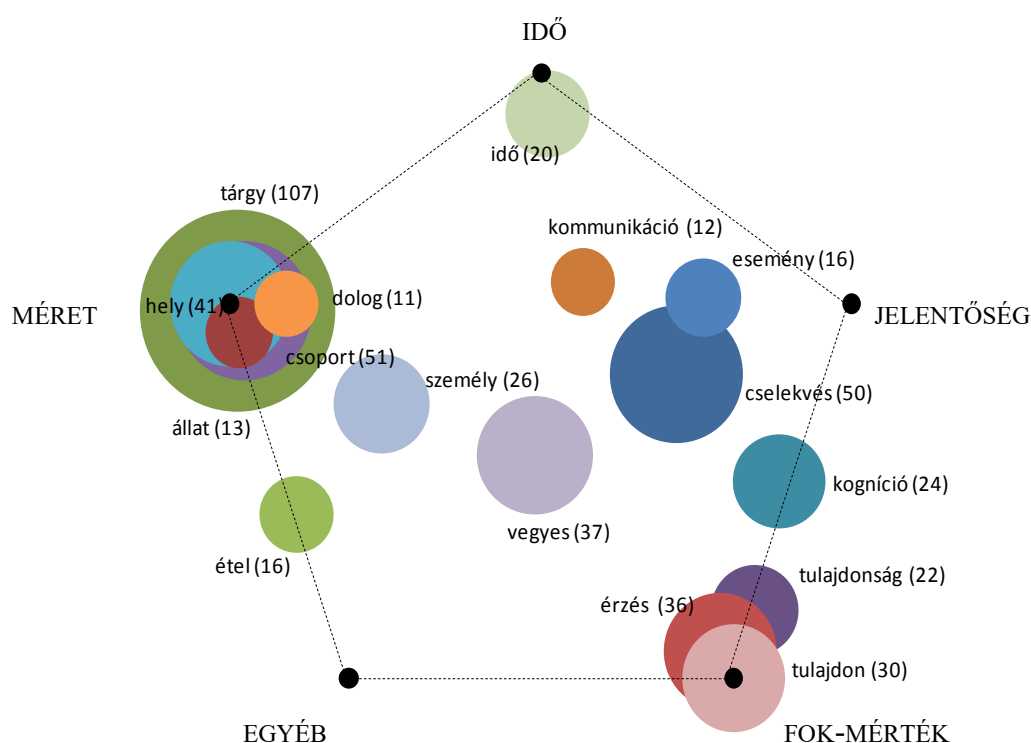 IDŐ
idő (20)
tárgy (107)
kommunikáció (12)
esemény (16)
MÉRET
hely (41)
dolog (11)
JELENTŐSÉG
csoport (51)
személy (26)
cselekvés (50)
állat (13)
kogníció (24)
vegyes (37)
étel (16)
tulajdonság (22)
érzés (36)
tulajdon (30)
EGYÉB
FOK-MÉRTÉK